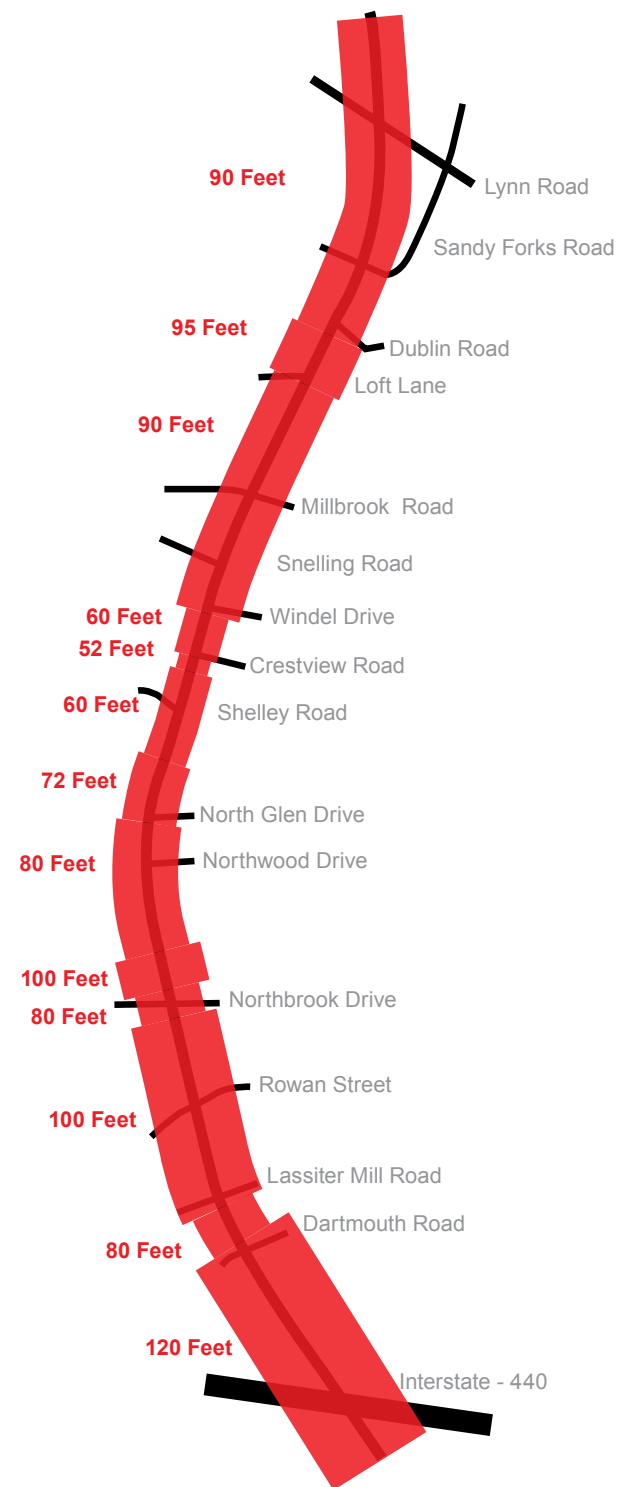 90 Feet
Lynn Road
Sandy Forks Road
95 Feet
Dublin Road
Loft Lane
90 Feet
Millbrook  Road
Snelling Road
60 Feet
Windel Drive
52 Feet
Crestview Road
60 Feet
Shelley Road
72 Feet
North Glen Drive
80 Feet
Northwood Drive
100 Feet
Northbrook Drive
80 Feet
Rowan Street
100 Feet
Lassiter Mill Road
Dartmouth Road
80 Feet
120 Feet
Interstate - 440